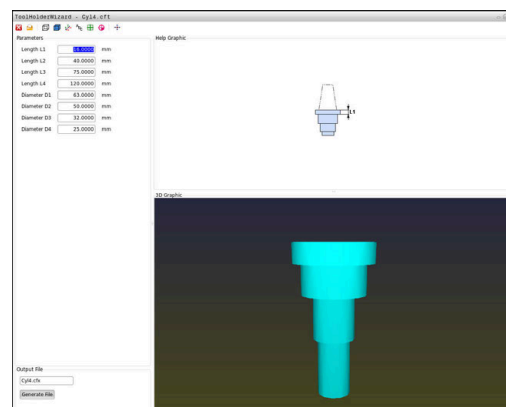 ToolHolderWizard - Cyl4.cft
Parameters
Length L1 mm
Length L2 40.0000 mm
Length L3 75.0000 mm
Length L4 120.0000 mm
Diameter D1 63.0000 mm
Diameter D2 50.0000 mm
Diameter D3 32.0000 mm
Diameter D4 25.0000 mm
Output File
Cyl4.cfx
Generate File
Help Graphic
L1
3D Graphic